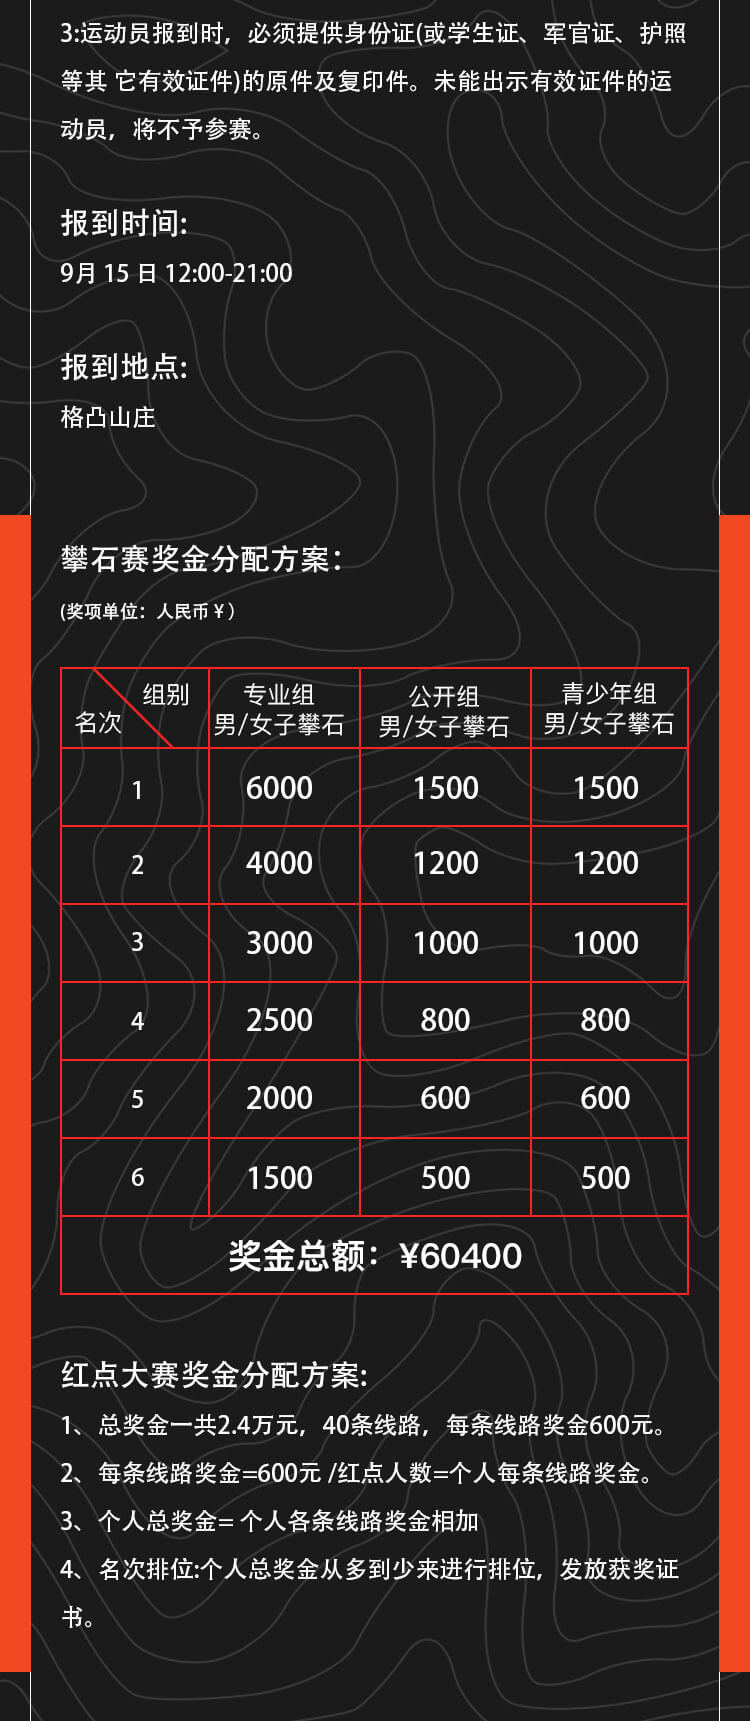 3:运动员报到时，必须提供身份证(或学生证、军官证、护照
等其 它有效证件)的原件及复印件。未能出示有效证件的运
动员，将不予参赛。
报到时间:
9月 15 日 12:00-21:00
报到地点:
格凸山庄
攀石赛奖金分配方案：
(奖项单位：人民币 ¥ )
组别
名次
专业组
男/女子攀石
公开组
男/女子攀石
青少年组
男/女子攀石
1 6000 1500 1500
2 4000 1200 1200
3 3000 1000 1000
4 2500 800 800
5 2000 600 600
6 1500 500 500
奖金总额：¥60400
红点大赛奖金分配方案:
1、总奖金一共2.4万元，40条线路，每条线路奖金600元。
2、每条线路奖金=600元 /红点人数=个人每条线路奖金。
3、个人总奖金= 个人各条线路奖金相加
4、名次排位:个人总奖金从多到少来进行排位，发放获奖证
书。